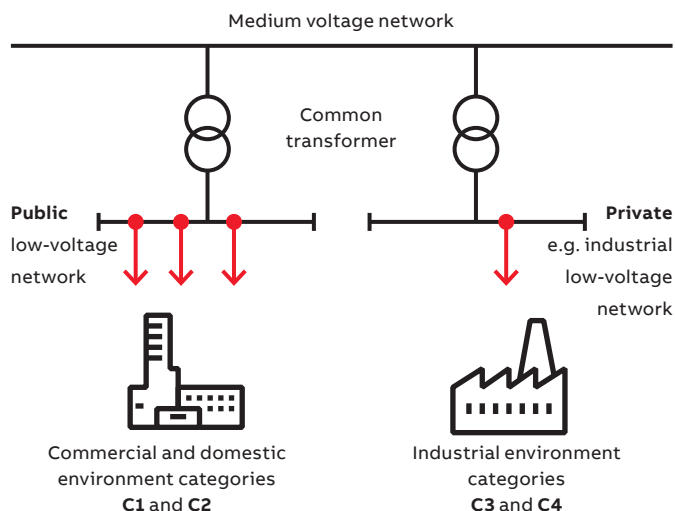 Medium voltage network
Common
transformer
Public
low-voltage
network
Private
e.g. industrial
low-voltage
network
Commercial and domestic
environment categories
C1 and C2
Industrial environment
categories
C3 and C4